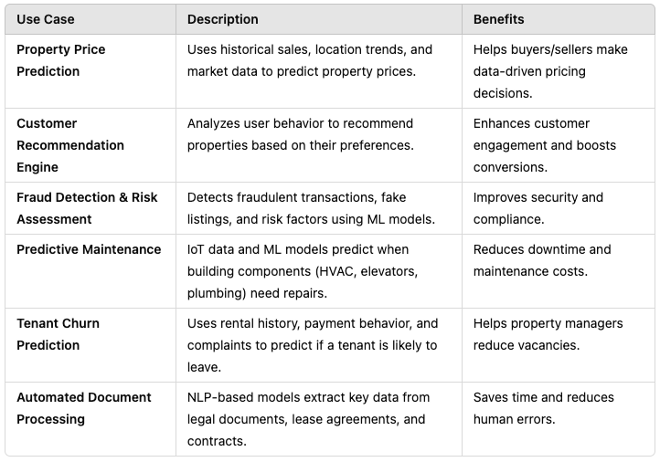 Use Case Description Benefits
Property Price Uses historical sales, location trends, and Helps buyers/sellers make
Prediction market data to predict property prices. data-driven pricing
decisions.
Customer Analyzes user behavior to recommend Enhances customer
Recommendation properties based on their preferences. engagement and boosts
Engine conversions.
Fraud Detection & Risk Detects fraudulent transactions, fake Improves security and
Assessment listings, and risk factors using ML models. compliance.
Predictive Maintenance IoT data and ML models predict when Reduces downtime and
building components (HVAC, elevators, maintenance costs.
plumbing) need repairs.
Tenant Churn Uses rental history, payment behavior, and Helps property managers
Prediction complaints to predict if a tenant is likely to reduce vacancies.
leave.
Automated Document NLP-based models extract key data from Saves time and reduces
Processing legal documents, lease agreements, and human errors.
contracts.